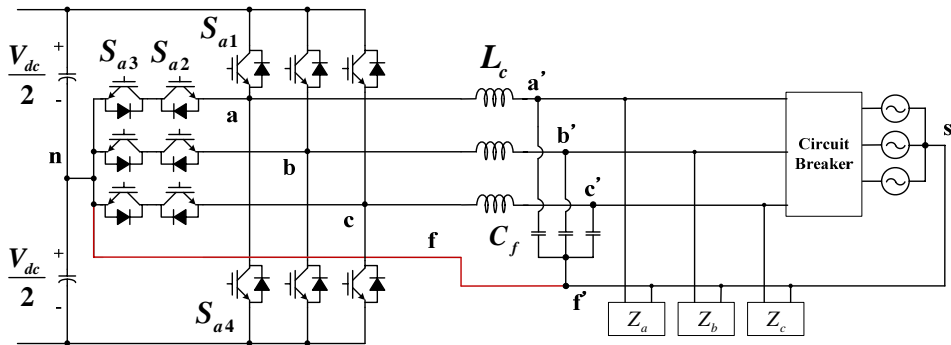 V_dc
2
+
-
S_a3
S_a2
S_a1
L_c
a'
a
n
b
b'
c
c'
f
C_f
f'
Circuit
Breaker
s
V_dc
2
+
-
S_a4
Z_a
Z_b
Z_c